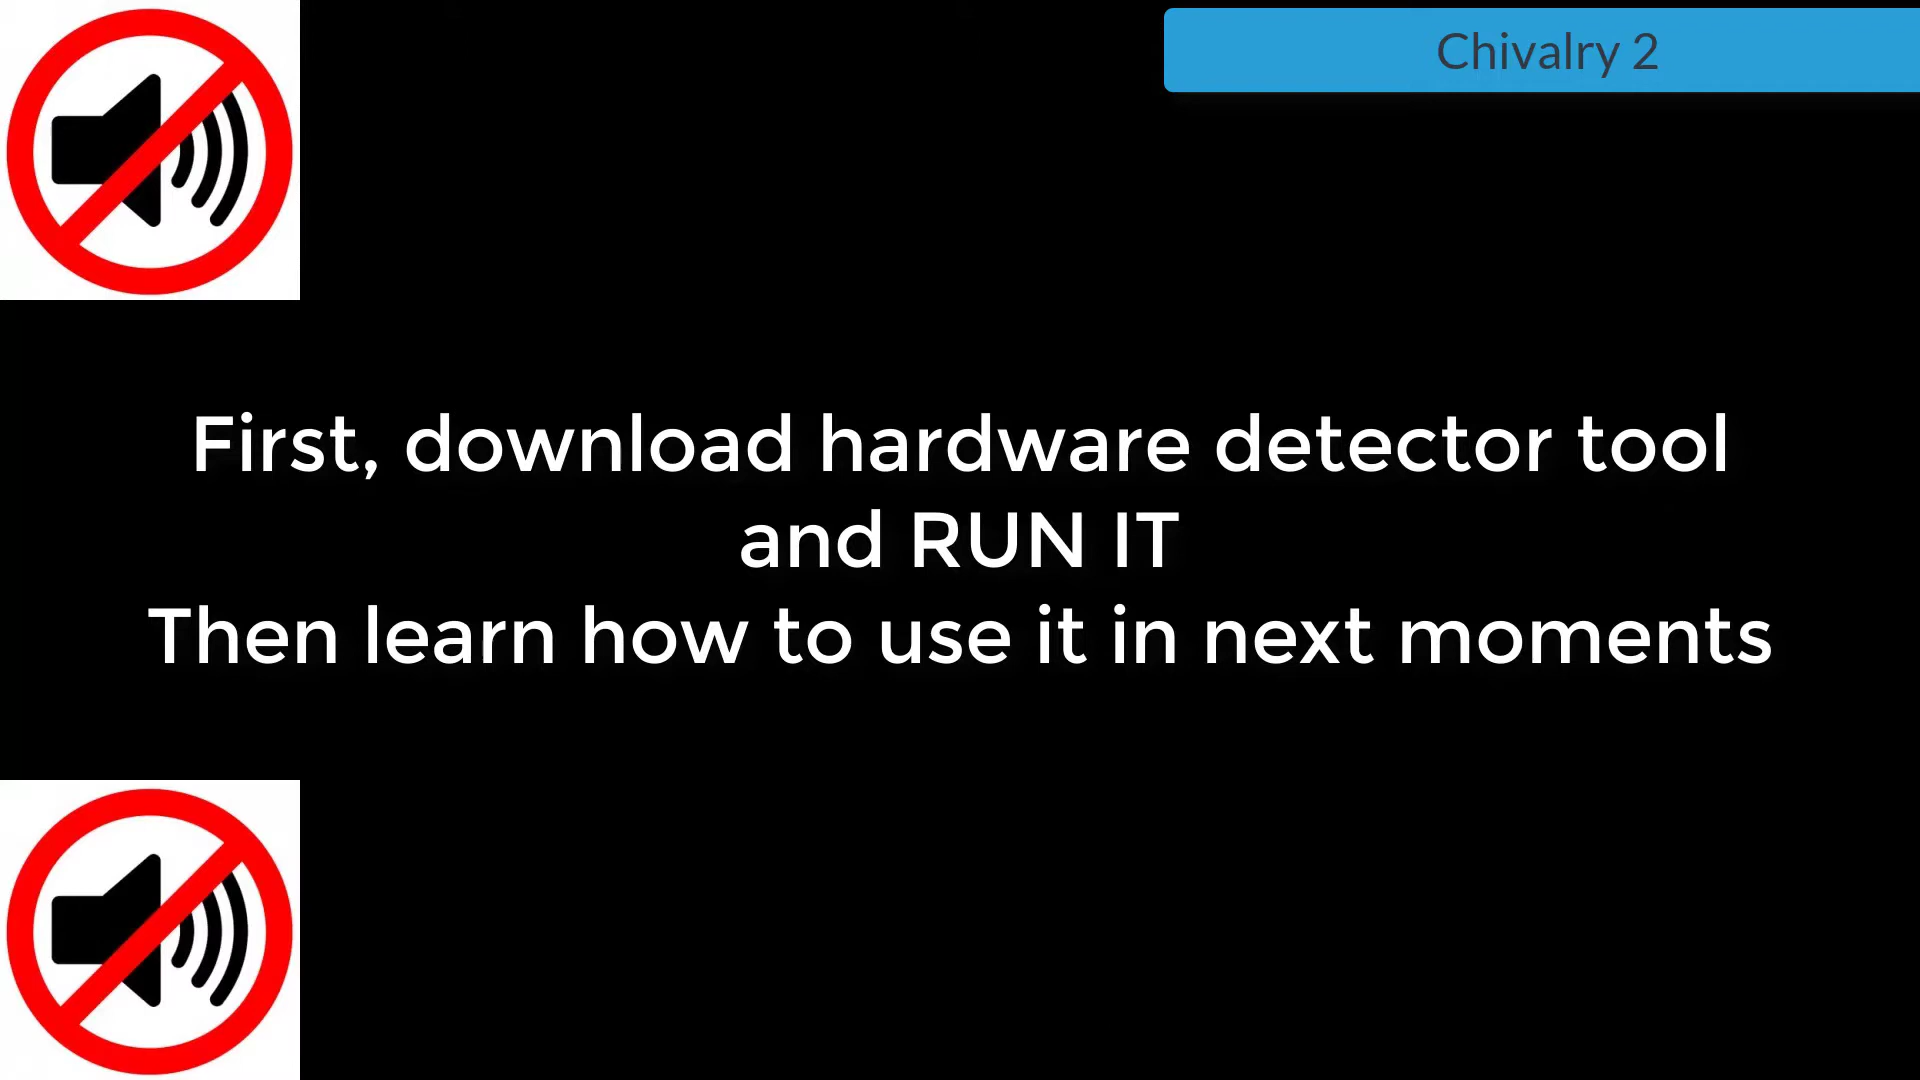 Chivalry 2
First, download hardware detector tool
and RUN IT
Then learn how to use it in next moments